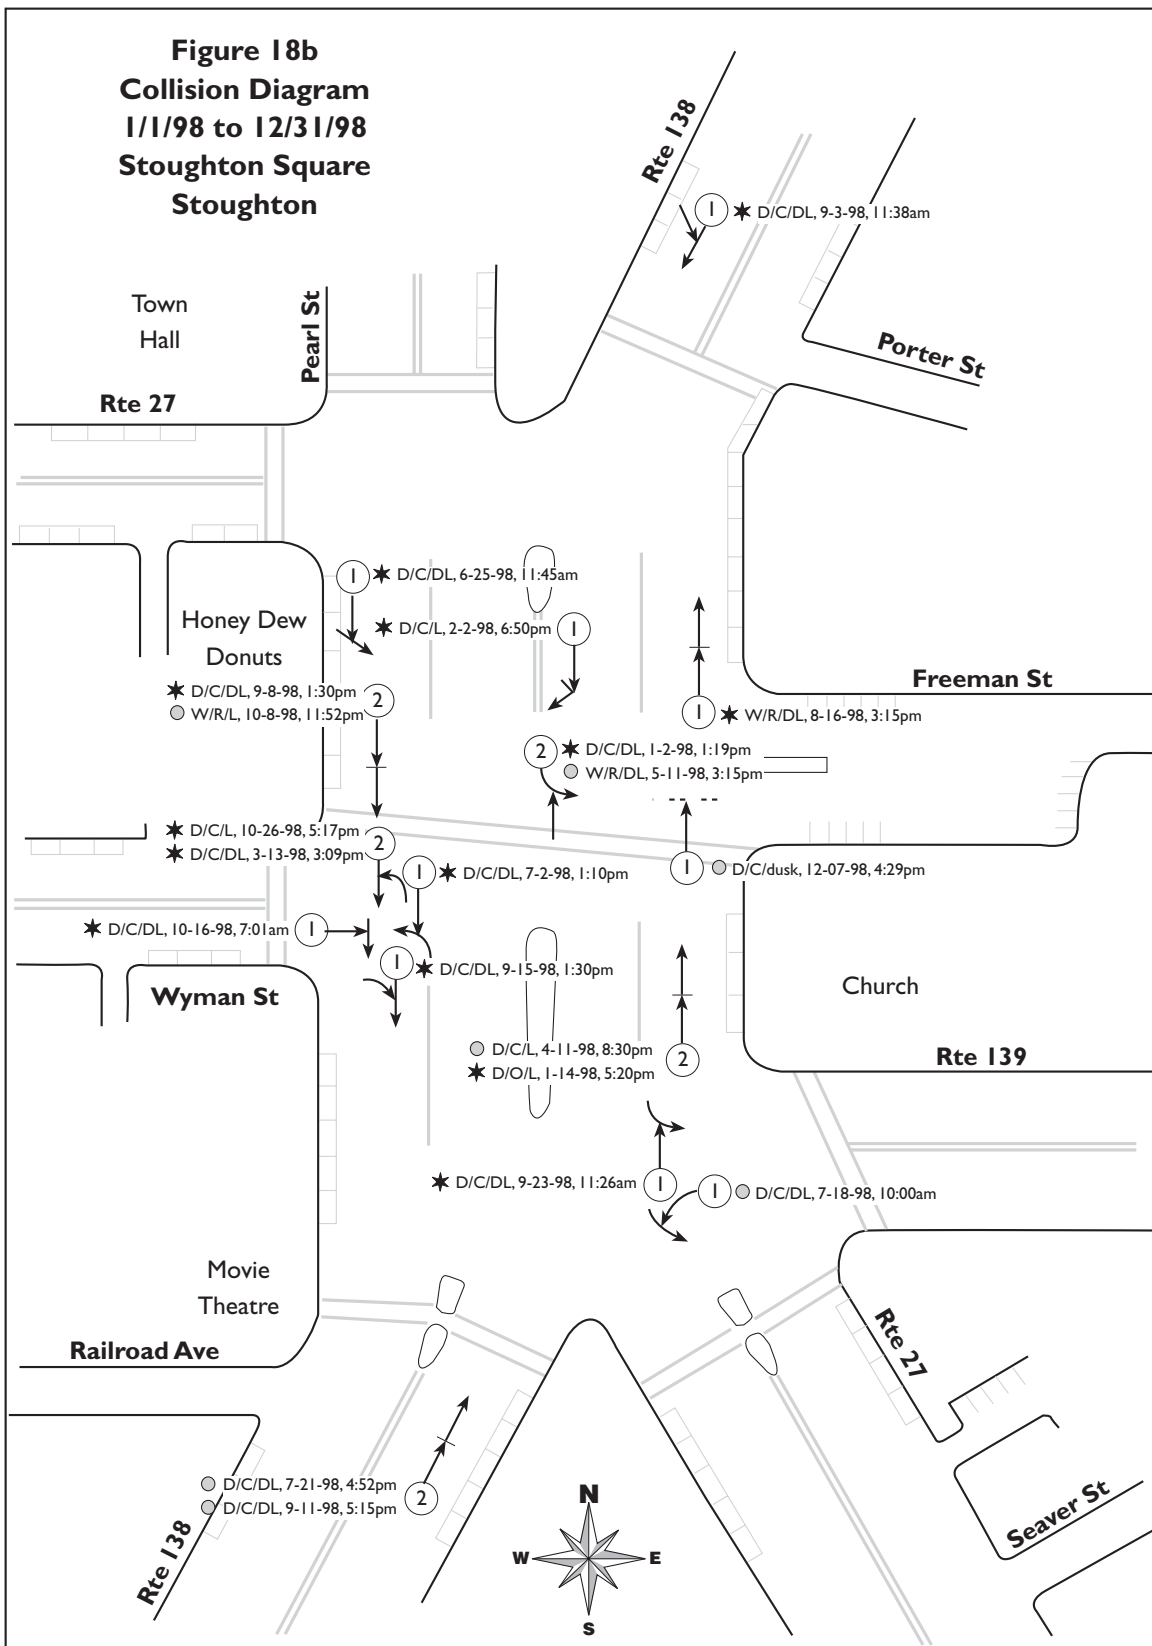 Figure 18b
Collision Diagram
1/1/98 to 12/31/98
Stoughton Square
Stoughton
Rte 138
1
D/C/DL, 9-3-98, 11:38am
Town
Hall
Pearl St
Porter St
Rte 27
1
D/C/DL, 6-25-98, 11:45am
Honey Dew
Donuts
D/C/L, 2-2-98, 6:50pm
1
Freeman St
D/C/DL, 9-8-98, 1:30pm
W/R/L, 10-8-98, 11:52pm
2
1
W/R/DL, 8-16-98, 3:15pm
2
D/C/DL, 1-2-98, 1:19pm
W/R/DL, 5-11-98, 3:15pm
D/C/L, 10-26-98, 5:17pm
D/C/DL, 3-13-98, 3:09pm
2
1
D/C/DL, 7-2-98, 1:10pm
1
D/C/dusk, 12-07-98, 4:29pm
D/C/DL, 10-16-98, 7:01am
1
1
D/C/DL, 9-15-98, 1:30pm
Wyman St
Church
D/C/L, 4-11-98, 8:30pm
D/O/L, 1-14-98, 5:20pm
2
Rte 139
D/C/DL, 9-23-98, 11:26am
1
1
D/C/DL, 7-18-98, 10:00am
Movie
Theatre
Railroad Ave
Rte 27
D/C/DL, 7-21-98, 4:52pm
D/C/DL, 9-11-98, 5:15pm
2
Rte 138
Seaver St
N
W
E
S